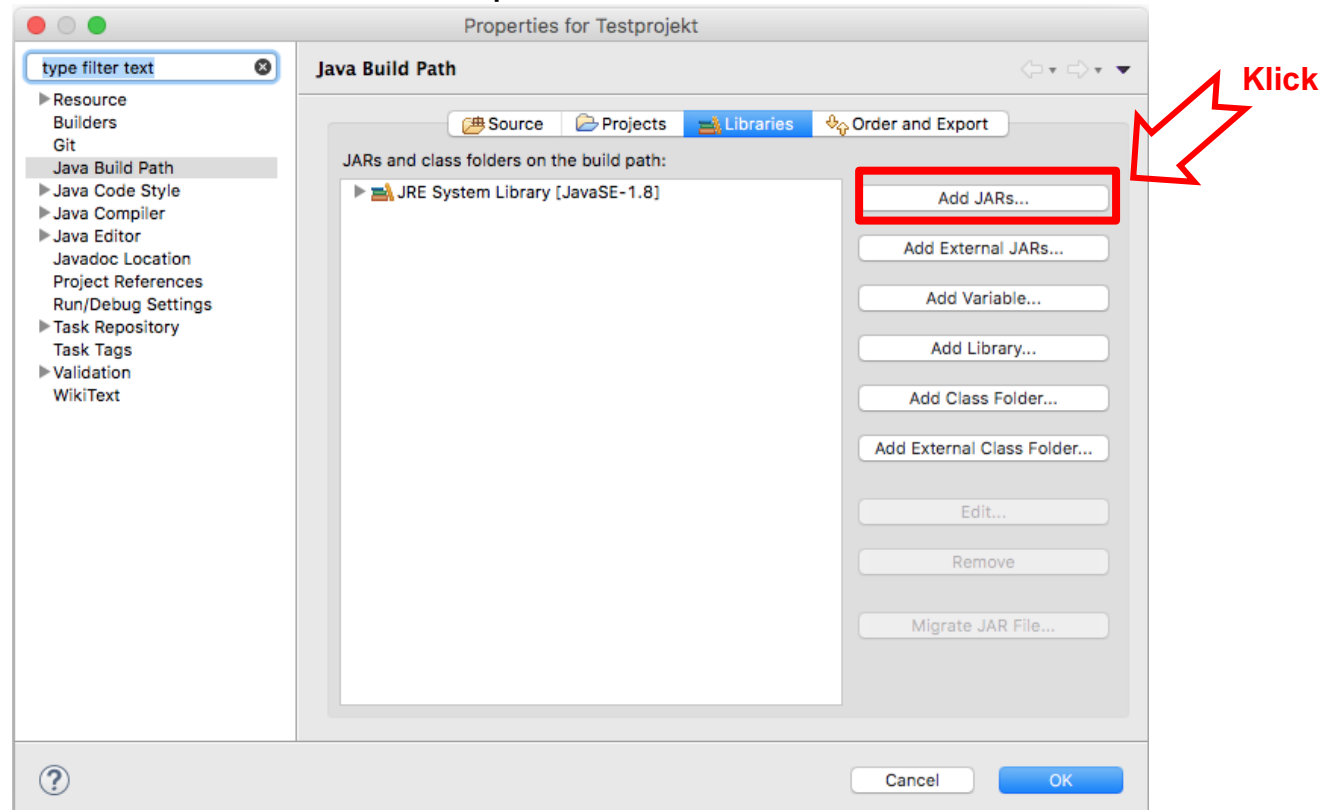 Properties for Testprojekt
type filter text
Java Build Path
Klick
Resource
Builders
Git
Java Build Path
Java Code Style
Java Compiler
Java Editor
Javadoc Location
Project References
Run/Debug Settings
Task Repository
Task Tags
Validation
WikiText
Source Projects Libraries Order and Export
JARs and class folders on the build path:
JRE System Library [JavaSE-1.8]
Add JARs...
Add External JARs...
Add Variable...
Add Library...
Add Class Folder...
Add External Class Folder...
Edit...
Remove
Migrate JAR File...
?
Cancel OK